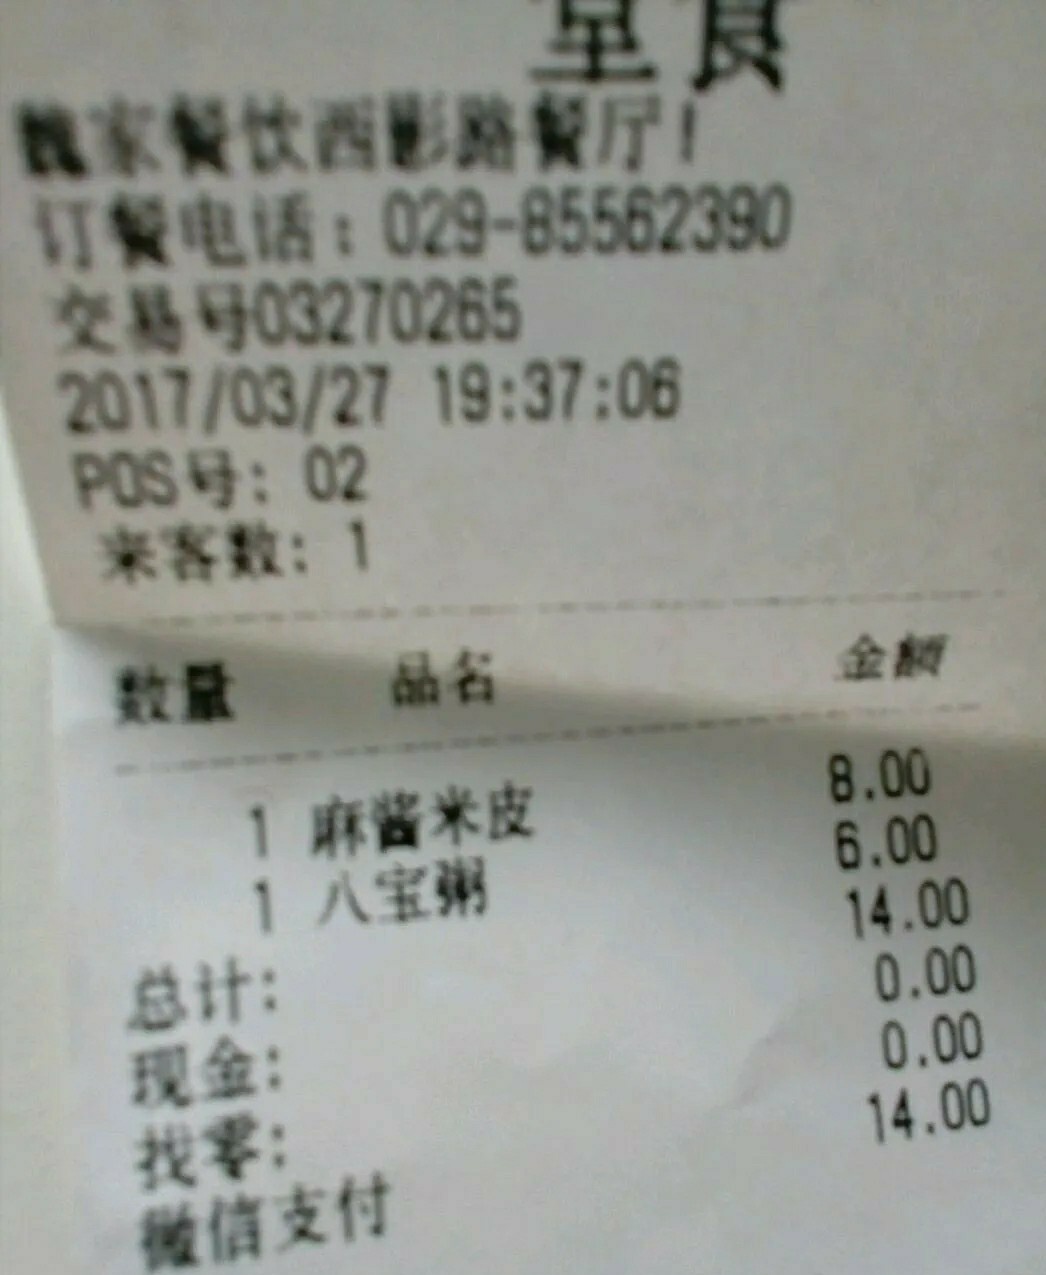 堂食
魏家餐饮西影路餐厅!
订餐电话：029-85562390
交易号03270265
2017/03/27 19:37:06
POS号: 02
来客数: 1
数量 品名 金额
1 麻酱米皮 8.00
1 八宝粥 6.00
总计: 14.00
现金: 0.00
找零: 0.00
微信支付 14.00